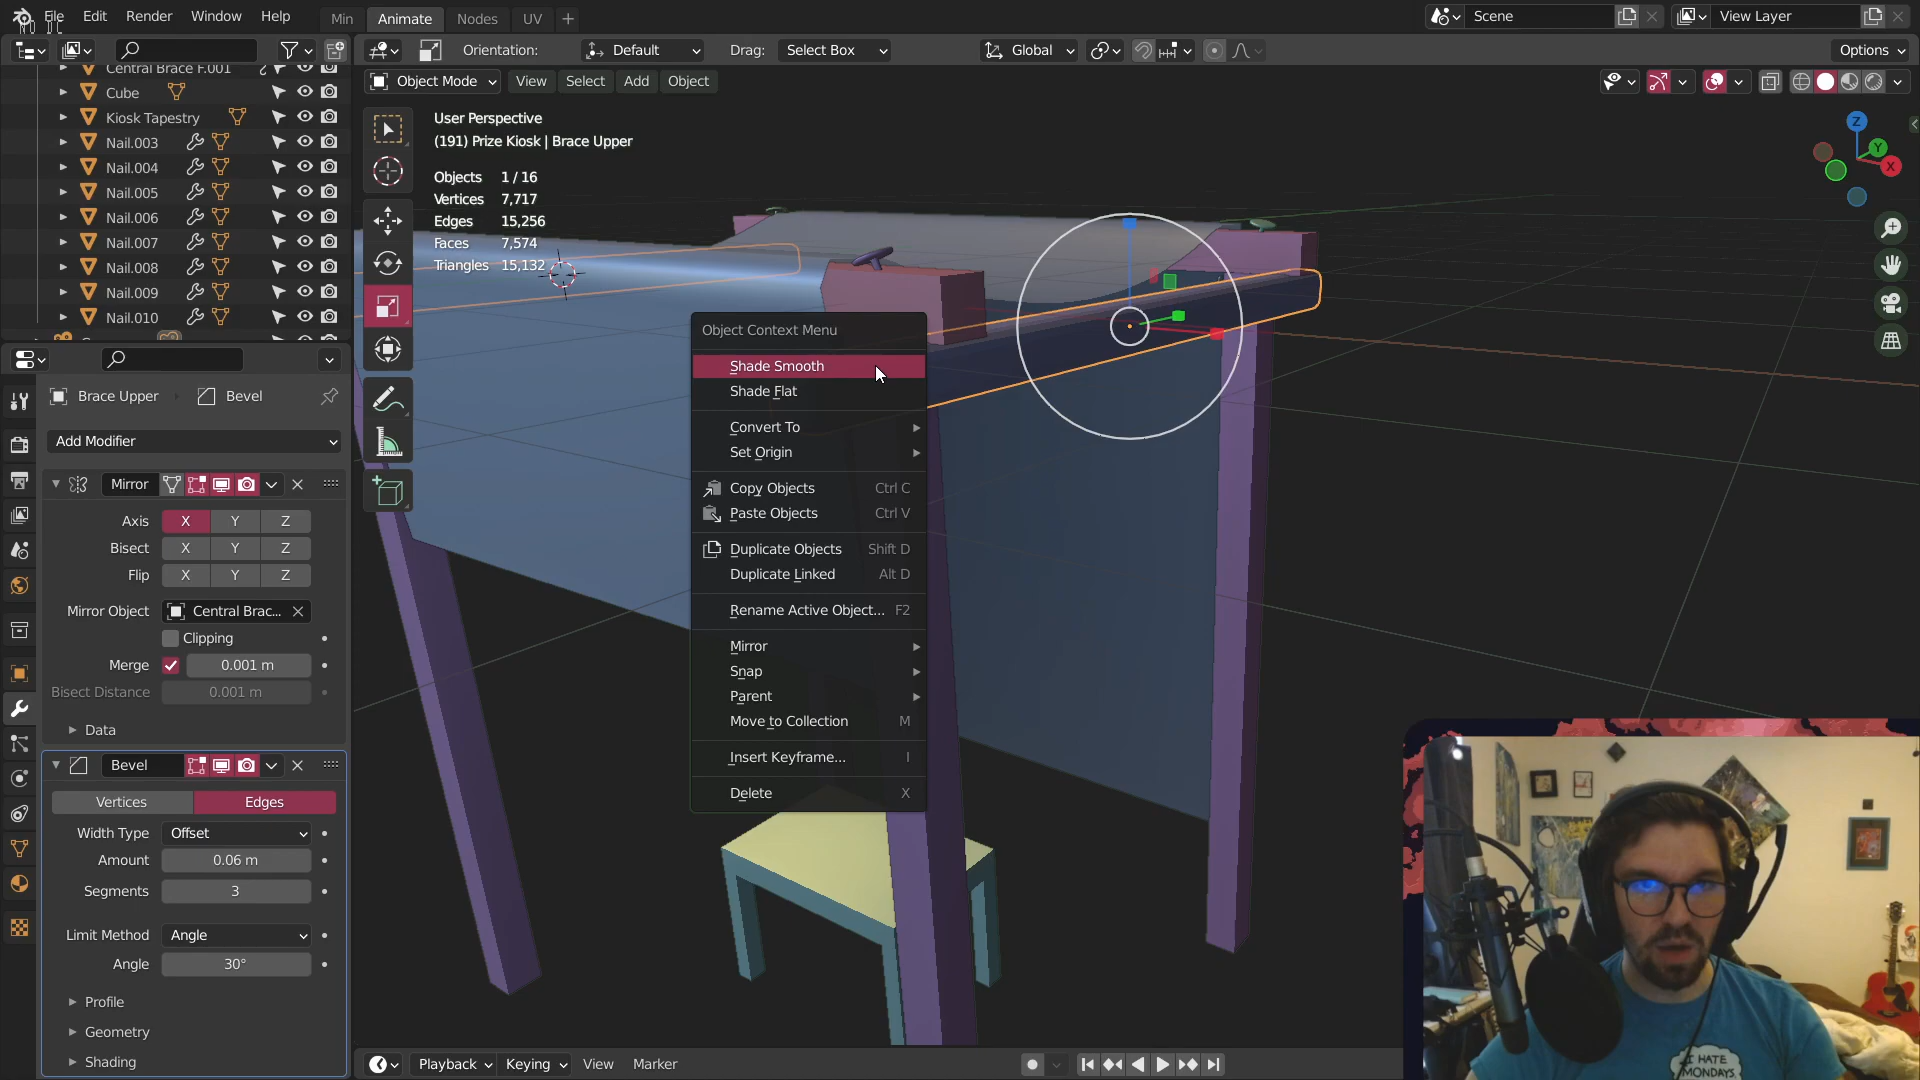 File Edit Render Window Help Min Animate Nodes UV + Scene View Layer
Orientation: Default Drag: Select Box Global Options
Object Mode View Select Add Object
Central Brace F.001
Cube
Kiosk Tapestry
Nail.003
Nail.004
Nail.005
Nail.006
Nail.007
Nail.008
Nail.009
Nail.010
User Perspective
(191) Prize Kiosk | Brace Upper
Objects 1 / 16
Vertices 7,717
Edges 15,256
Faces 7,574
Triangles 15,132
Z
Y
X
Brace Upper Bevel
Add Modifier
Mirror
Axis X Y Z
Bisect X Y Z
Flip X Y Z
Mirror Object Central Brac...
Clipping
Merge 0.001 m
Bisect Distance 0.001 m
Data
Bevel
Vertices Edges
Width Type Offset
Amount 0.06 m
Segments 3
Limit Method Angle
Angle 30°
Profile
Geometry
Shading
Object Context Menu
Shade Smooth
Shade Flat
Convert To
Set Origin
Copy Objects Ctrl C
Paste Objects Ctrl V
Duplicate Objects Shift D
Duplicate Linked Alt D
Rename Active Object... F2
Mirror
Snap
Parent
Move to Collection M
Insert Keyframe... I
Delete X
Playback Keying View Marker
I HATE
MONDAYS.